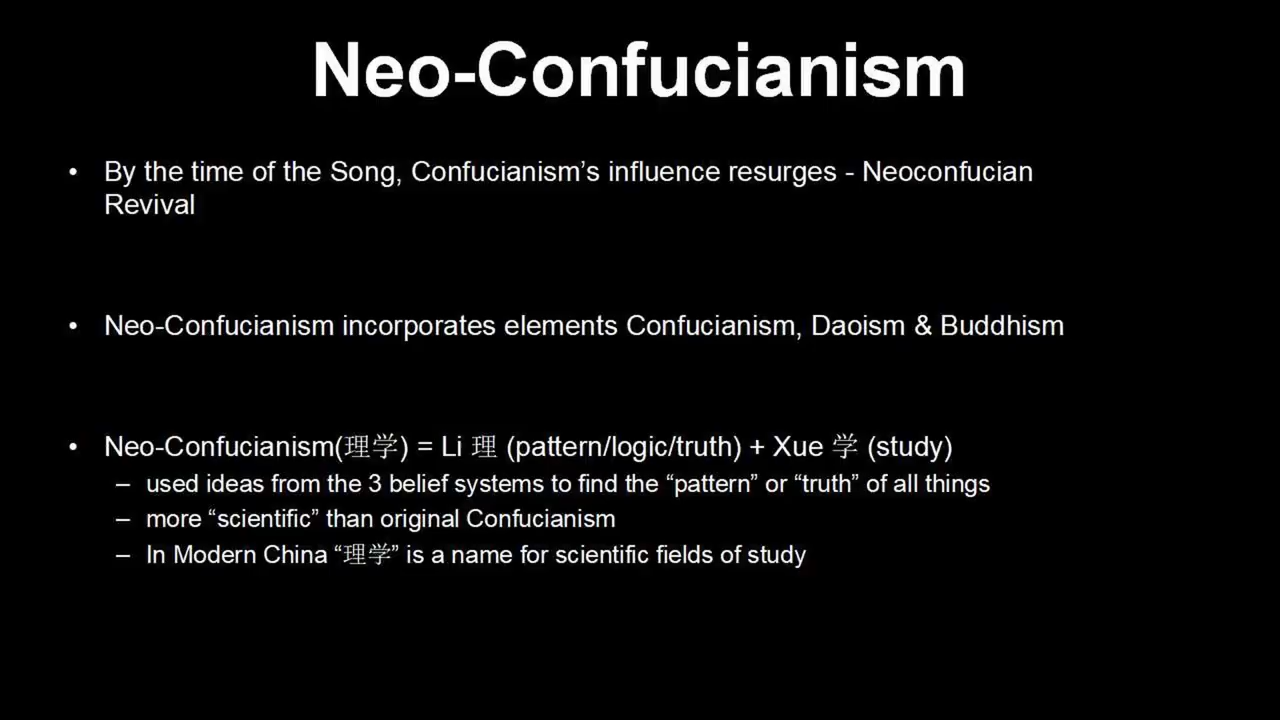 Neo-Confucianism
• By the time of the Song, Confucianism’s influence resurges - Neoconfucian
Revival
• Neo-Confucianism incorporates elements Confucianism, Daoism & Buddhism
• Neo-Confucianism(理学) = Li 理 (pattern/logic/truth) + Xue 学 (study)
– used ideas from the 3 belief systems to find the “pattern” or “truth” of all things
– more “scientific” than original Confucianism
– In Modern China “理学” is a name for scientific fields of study